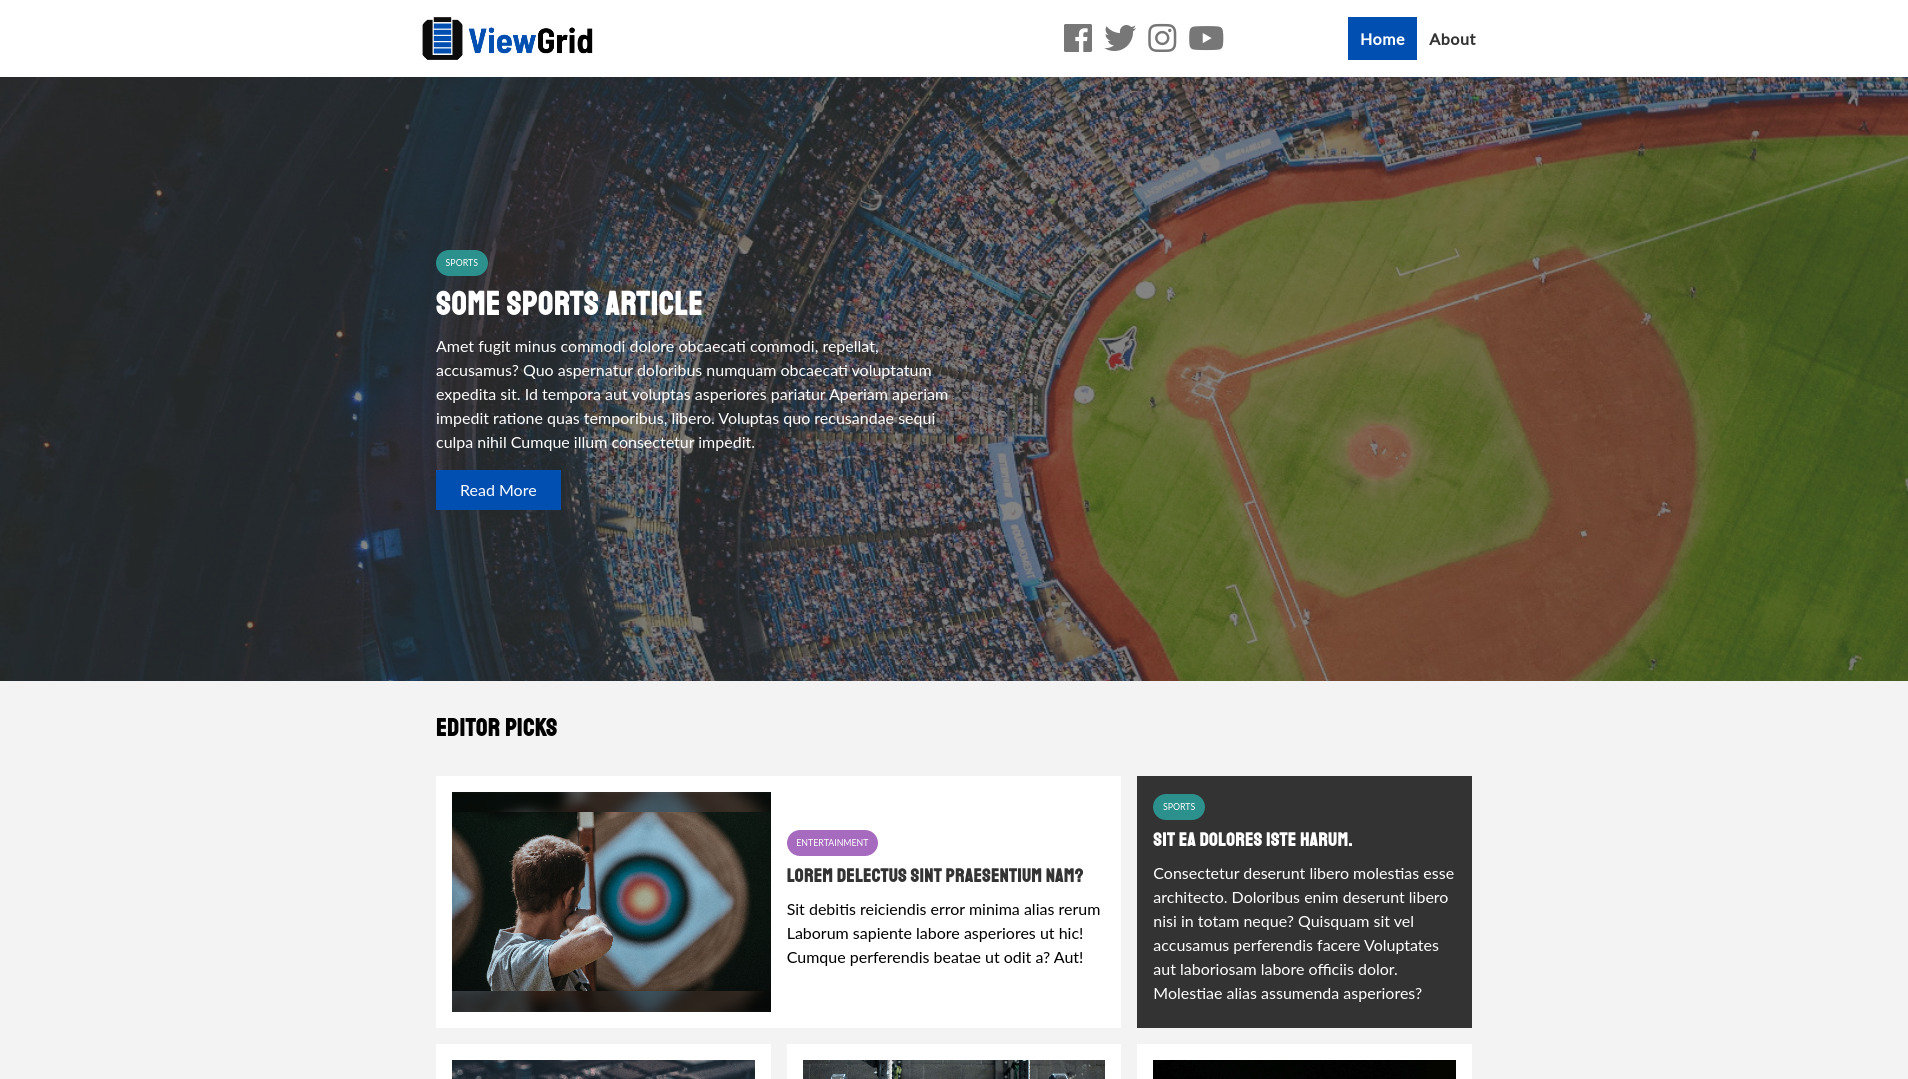 ViewGrid
Home
About
SPORTS
SOME SPORTS ARTICLE
Amet fugit minus commodi dolore obcaecati commodi, repellat,
accusamus? Quo aspernatur doloribus numquam obcaecati voluptatum
expedita sit. Id tempora aut voluptas asperiores pariatur Aperiam aperiam
impedit ratione quas temporibus, libero. Voluptas quo recusandae sequi
culpa nihil Cumque illum consectetur impedit.
Read More
EDITOR PICKS
ENTERTAINMENT
LOREM DELECTUS SINT PRAESENTIUM NAM?
Sit debitis reiciendis error minima alias rerum
Laborum sapiente labore asperiores ut hic!
Cumque perferendis beatae ut odit a? Aut!
SPORTS
SIT EA DOLORES ISTE HARUM.
Consectetur deserunt libero molestias esse
architecto. Doloribus enim deserunt libero
nisi in totam neque? Quisquam sit vel
accusamus perferendis facere Voluptates
aut laboriosam labore officiis dolor.
Molestiae alias assumenda asperiores?